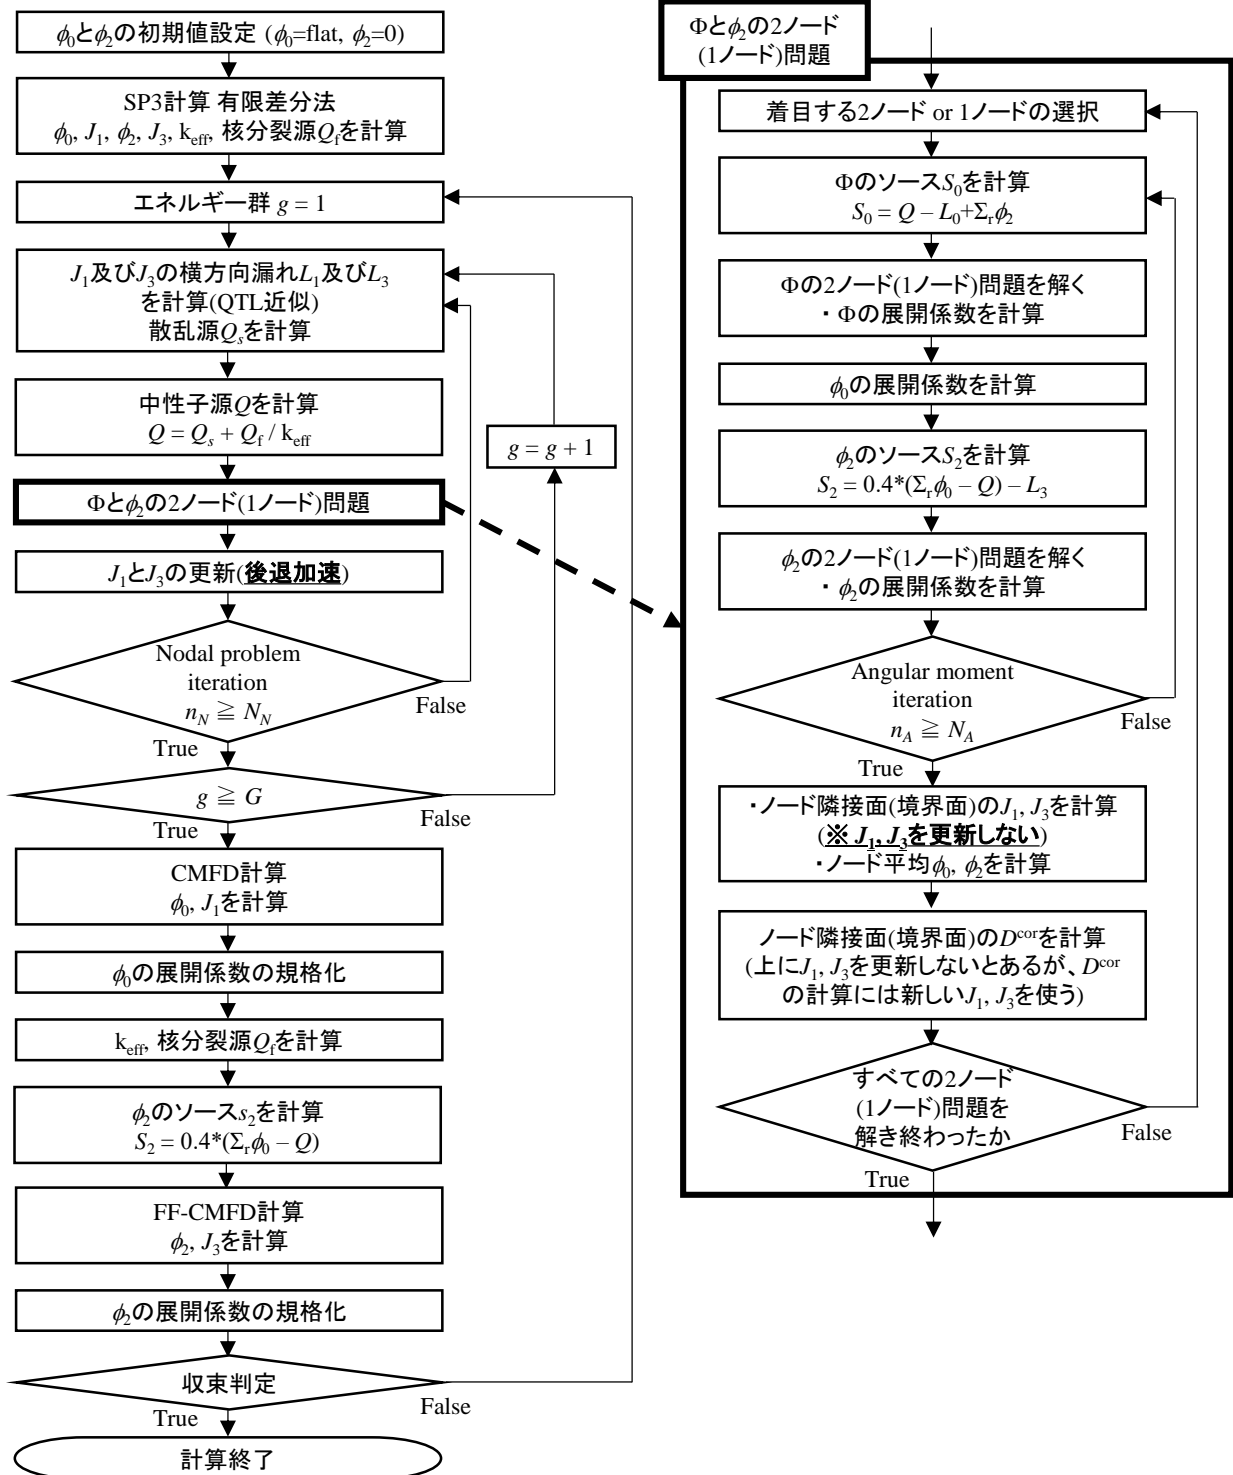 ϕ₀とϕ₂の初期値設定 (ϕ₀=flat, ϕ₂=0)
SP3計算 有限差分法
ϕ₀, J₁, ϕ₂, J₃, k_eff, 核分裂源Q_fを計算
エネルギー群 g = 1
J₁及びJ₃の横方向漏れL₁及びL₃
を計算(QTL近似)
散乱源Q_sを計算
中性子源Qを計算
Q = Q_s + Q_f / k_eff
g = g + 1
Φとϕ₂の2ノード(1ノード)問題
J₁とJ₃の更新(後退加速)
Nodal problem
iteration
n_N ≧ N_N
False
True
g ≧ G
False
True
CMFD計算
ϕ₀, J₁を計算
ϕ₀の展開係数の規格化
k_eff, 核分裂源Q_fを計算
ϕ₂のソースs₂を計算
S₂ = 0.4*(Σ_rϕ₀ – Q)
FF-CMFD計算
ϕ₂, J₃を計算
ϕ₂の展開係数の規格化
収束判定
False
True
計算終了
Φとϕ₂の2ノード
(1ノード)問題
着目する2ノード or 1ノードの選択
ΦのソースS₀を計算
S₀ = Q – L₀+Σ_rϕ₂
Φの2ノード(1ノード)問題を解く
・ Φの展開係数を計算
ϕ₀の展開係数を計算
ϕ₂のソースS₂を計算
S₂ = 0.4*(Σ_rϕ₀ – Q) – L₃
ϕ₂の2ノード(1ノード)問題を解く
・ ϕ₂の展開係数を計算
Angular moment
iteration
n_A ≧ N_A
False
True
・ノード隣接面(境界面)のJ₁, J₃を計算
(※ J₁, J₃を更新しない)
・ノード平均ϕ₀, ϕ₂を計算
ノード隣接面(境界面)のD^corを計算
(上にJ₁, J₃を更新しないとあるが、D^cor
の計算には新しいJ₁, J₃を使う)
すべての2ノード
(1ノード)問題を
解き終わったか
False
True